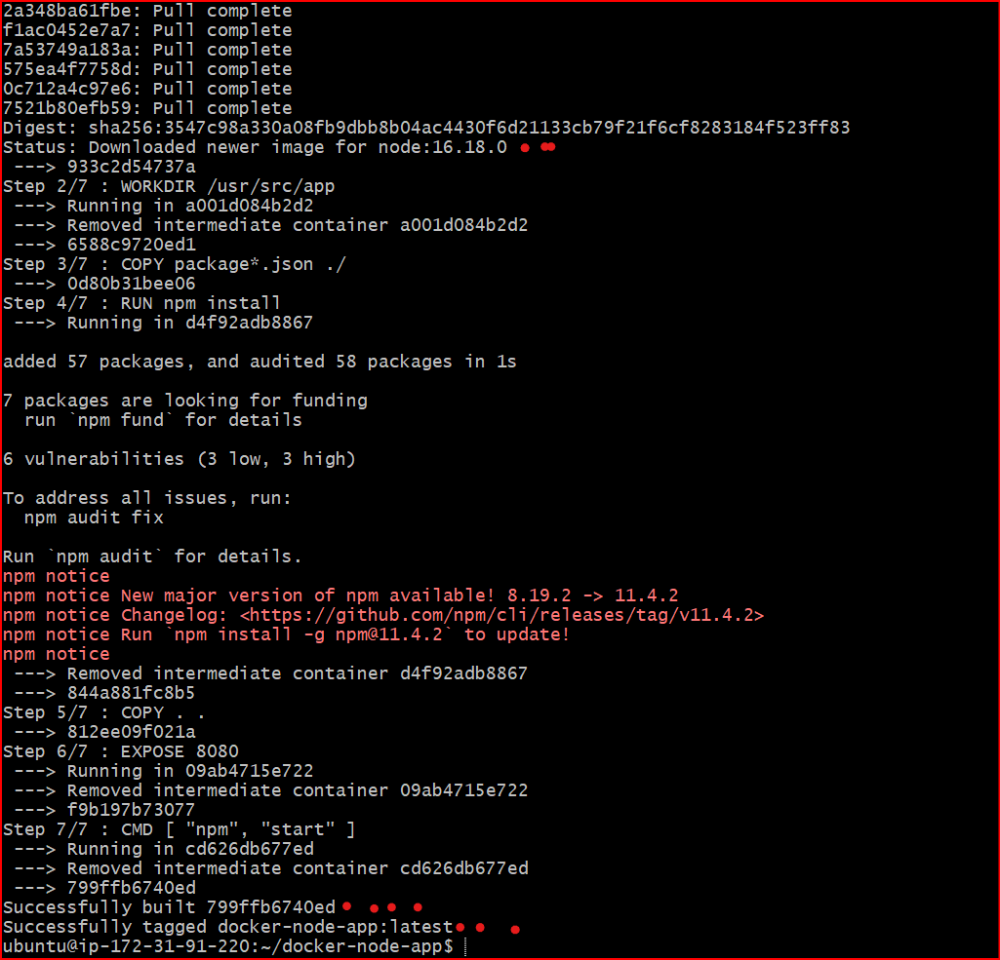 2a348ba61fbe: Pull complete
f1ac0452e7a7: Pull complete
7a53749a183a: Pull complete
575ea4f7758d: Pull complete
0c712a4c97e6: Pull complete
7521b80efb59: Pull complete
Digest: sha256:3547c98a330a08fb9dbb8b04ac4430f6d21133cb79f21f6cf8283184f523ff83
Status: Downloaded newer image for node:16.18.0
 ---> 933c2d54737a
Step 2/7 : WORKDIR /usr/src/app
 ---> Running in a001d084b2d2
 ---> Removed intermediate container a001d084b2d2
 ---> 6588c9720ed1
Step 3/7 : COPY package*.json ./
 ---> 0d80b31bee06
Step 4/7 : RUN npm install
 ---> Running in d4f92adb8867
added 57 packages, and audited 58 packages in 1s
7 packages are looking for funding
  run `npm fund` for details
6 vulnerabilities (3 low, 3 high)
To address all issues, run:
  npm audit fix
Run `npm audit` for details.
npm notice
npm notice New major version of npm available! 8.19.2 -> 11.4.2
npm notice Changelog: <https://github.com/npm/cli/releases/tag/v11.4.2>
npm notice Run `npm install -g npm@11.4.2` to update!
npm notice
 ---> Removed intermediate container d4f92adb8867
 ---> 844a881fc8b5
Step 5/7 : COPY . .
 ---> 812ee09f021a
Step 6/7 : EXPOSE 8080
 ---> Running in 09ab4715e722
 ---> Removed intermediate container 09ab4715e722
 ---> f9b197b73077
Step 7/7 : CMD [ "npm", "start" ]
 ---> Running in cd626db677ed
 ---> Removed intermediate container cd626db677ed
 ---> 799ffb6740ed
Successfully built 799ffb6740ed
Successfully tagged docker-node-app:latest
ubuntu@ip-172-31-91-220:~/docker-node-app$